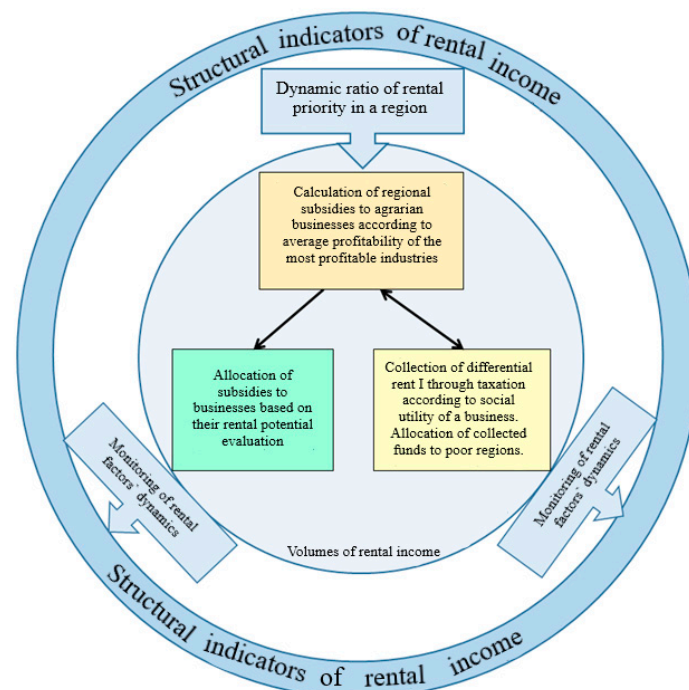 Structural indicators of rental income
Dynamic ratio of rental
priority in a region
Calculation of regional
subsidies to agrarian
businesses according to
average profitability of the
most profitable industries
Allocation of
subsidies to
businesses based on
their rental potential
evaluation
Collection of differential
rent I through taxation
according to social
utility of a business.
Allocation of collected
funds to poor regions.
Monitoring of rental
factors` dynamics
Monitoring of rental
factors` dynamics
Volumes of rental income
Structural indicators of rental income